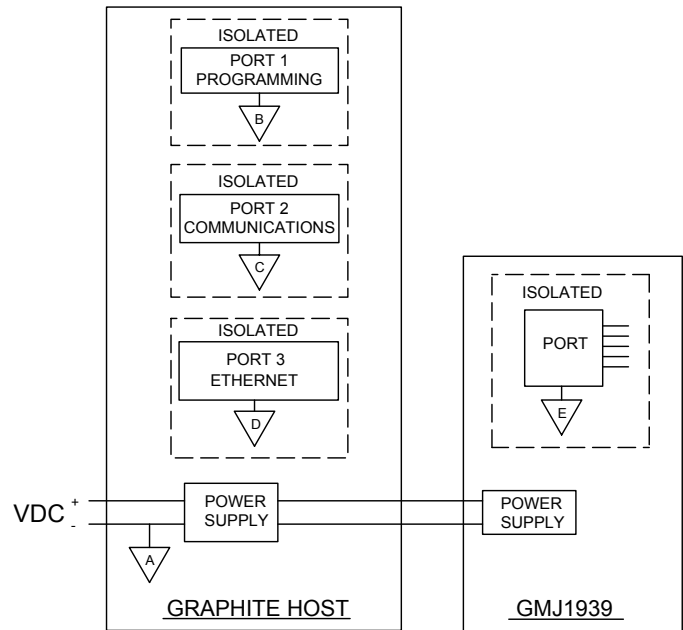 ISOLATED
PORT 1
PROGRAMMING
B
ISOLATED
PORT 2
COMMUNICATIONS
C
ISOLATED
PORT 3
ETHERNET
D
ISOLATED
PORT
E
VDC + -
POWER
SUPPLY
POWER
SUPPLY
A
GRAPHITE HOST
GMJ1939